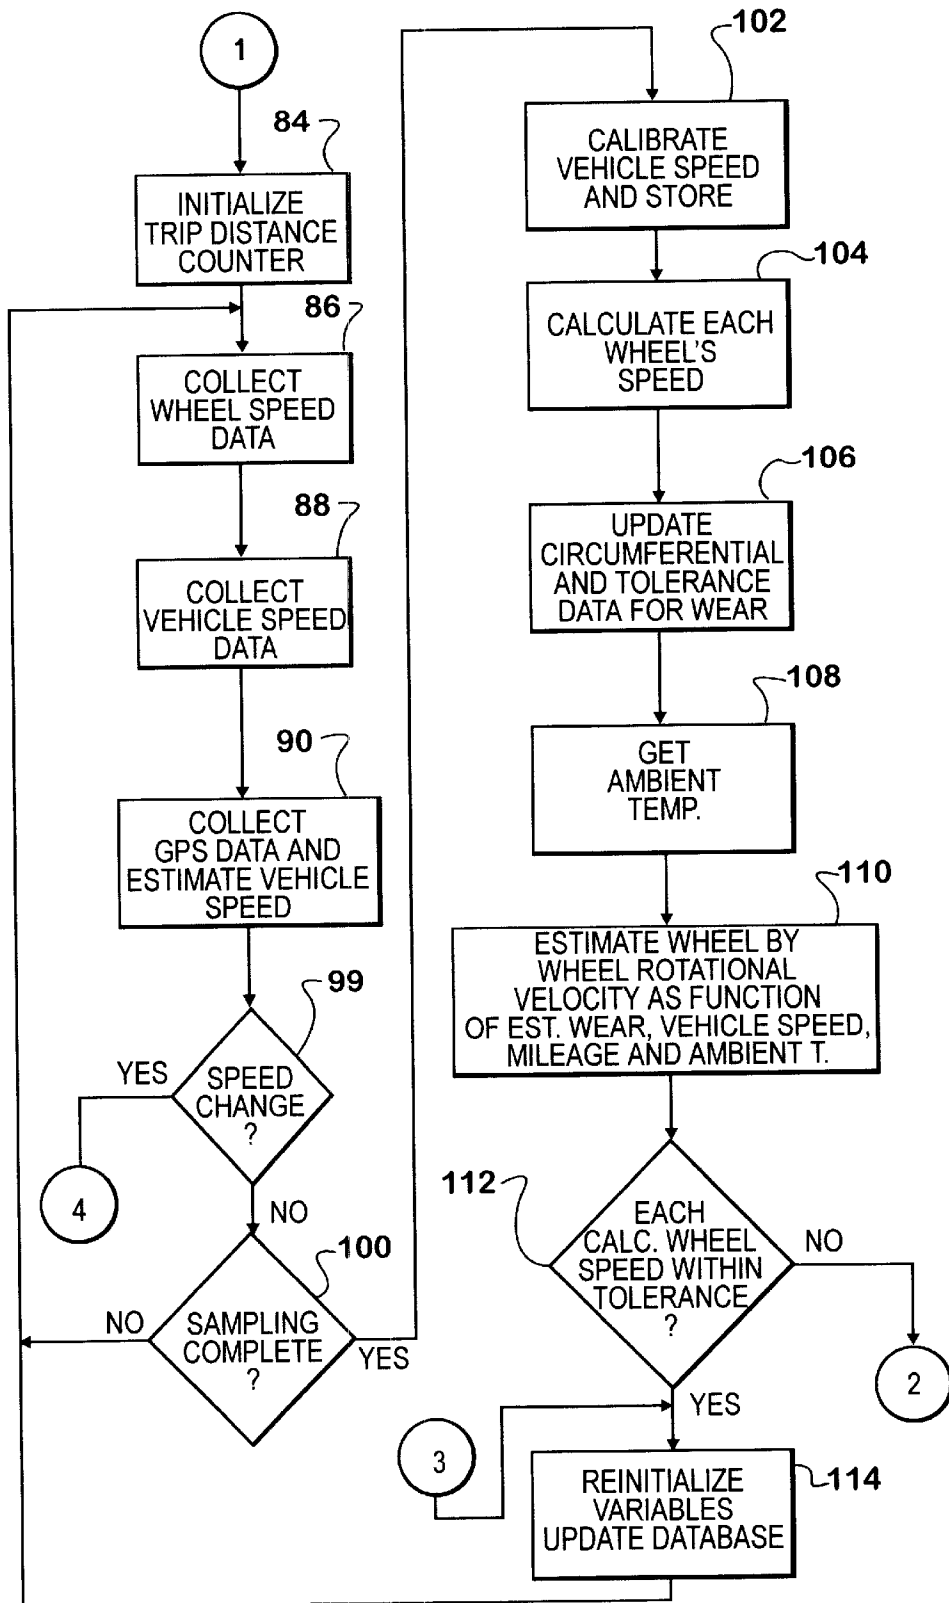 1
84
INITIALIZE
TRIP DISTANCE
COUNTER
86
COLLECT
WHEEL SPEED
DATA
88
COLLECT
VEHICLE SPEED
DATA
90
COLLECT
GPS DATA AND
ESTIMATE VEHICLE
SPEED
99
YES
SPEED
CHANGE
?
4
NO
100
NO
SAMPLING
COMPLETE
?
YES
102
CALIBRATE
VEHICLE SPEED
AND STORE
104
CALCULATE EACH
WHEEL'S
SPEED
106
UPDATE
CIRCUMFERENTIAL
AND TOLERANCE
DATA FOR WEAR
108
GET
AMBIENT
TEMP.
110
ESTIMATE WHEEL BY
WHEEL ROTATIONAL
VELOCITY AS FUNCTION
OF EST. WEAR, VEHICLE SPEED,
MILEAGE AND AMBIENT T.
112
EACH
CALC. WHEEL
SPEED WITHIN
TOLERANCE
?
NO
2
YES
3
114
REINITIALIZE
VARIABLES
UPDATE DATABASE